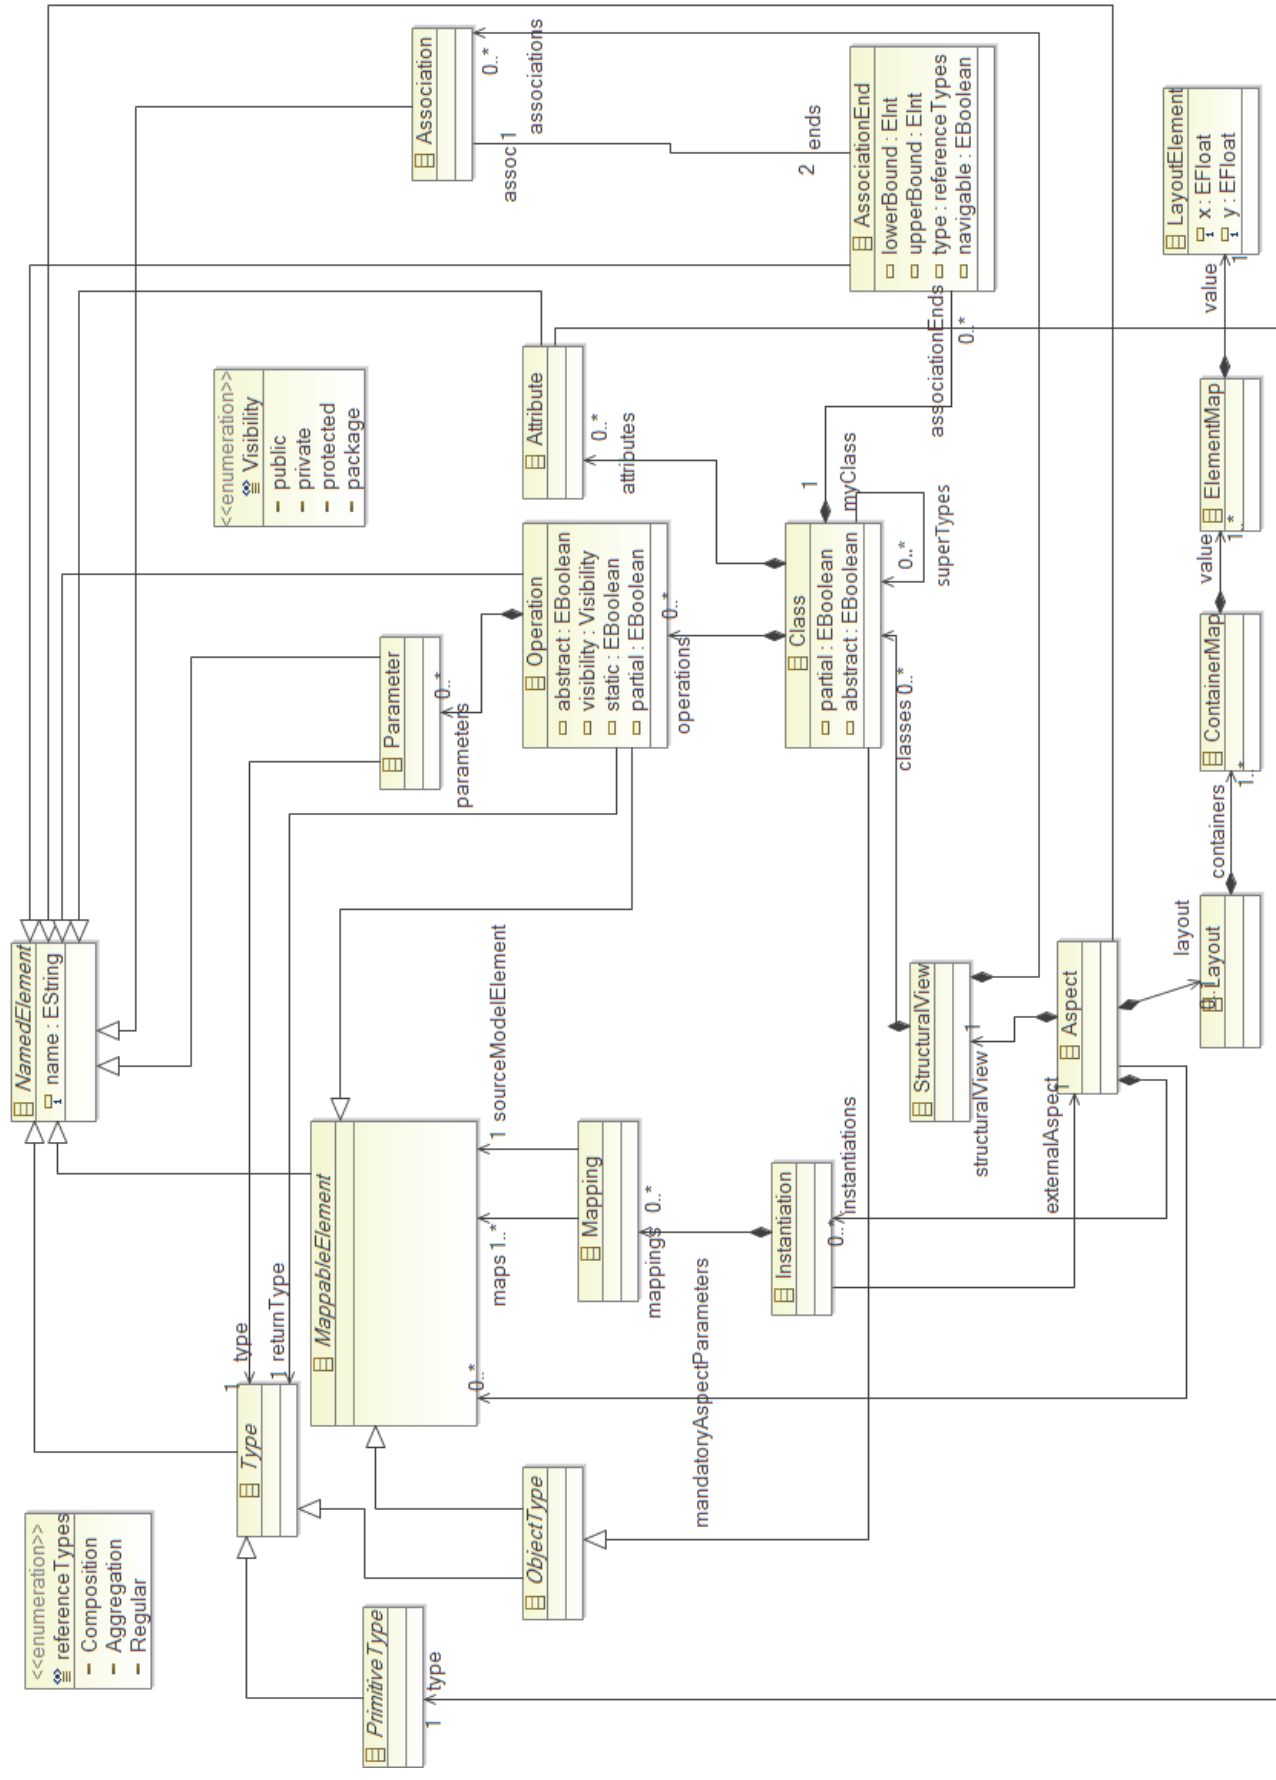 <<enumeration>>
referenceTypes
Composition
Aggregation
Regular
NamedElement
name : EString
<<enumeration>>
Visibility
public
private
protected
package
Association
0..*
associations
assoc 1
2 ends
AssociationEnd
lowerBound : EInt
upperBound : EInt
type : referenceTypes
navigable : EBoolean
associationEnds
0..*
Type
1
type
1 returnType
Parameter
0..*
parameters
Attribute
0..*
attributes
Operation
abstract : EBoolean
visibility : Visibility
static : EBoolean
partial : EBoolean
operations
0..*
PrimitiveType
1
type
MappableElement
0..*
maps 1..*
1 sourceModelElement
ObjectType
Mapping
mappings
0..*
mandatoryAspectParameters
Instantiation
0..*
instantiations
Class
partial : EBoolean
abstract : EBoolean
1
myClass
0..*
superTypes
classes 0..*
StructuralView
structuralView
1
externalAspect
1
Aspect
layout
Layout
containers
ContainerMap
1..*
value
ElementMap
1..*
value
LayoutElement
1 x : EFloat
1 y : EFloat
1